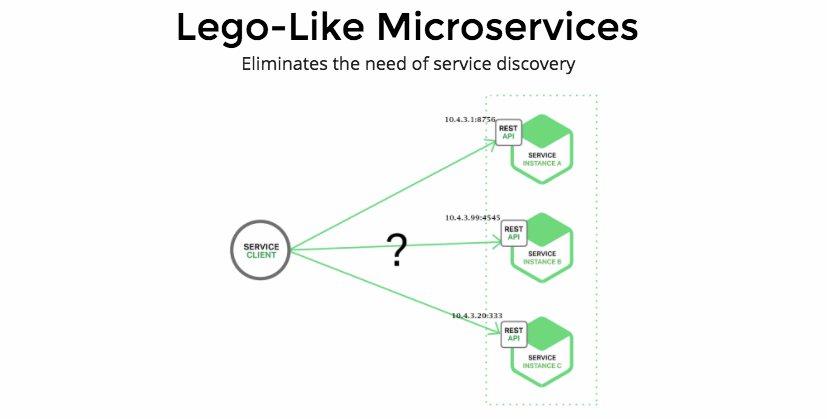 Lego-Like Microservices
Eliminates the need of service discovery
10.4.3.1:8756
REST
API
SERVICE
INSTANCE A
10.4.3.99:4545
REST
API
SERVICE
INSTANCE B
?
SERVICE
CLIENT
10.4.3.20:333
REST
API
SERVICE
INSTANCE C